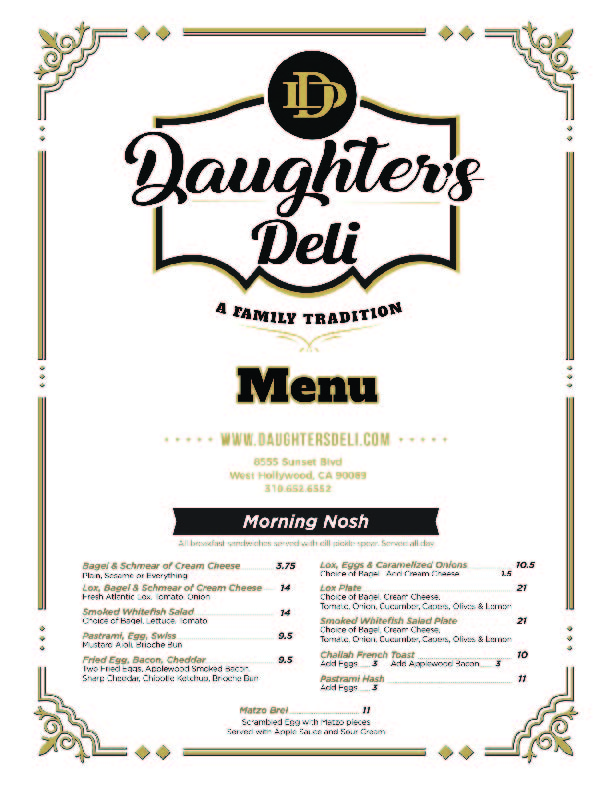 DD
Daughter's
Deli
A FAMILY TRADITION
Menu
WWW.DAUGHTERSDELI.COM
8555 Sunset Blvd
West Hollywood, CA 90089
310.652.6552
Morning Nosh
All breakfast sandwiches served with dill pickle spear. Served all day.
Bagel & Schmear of Cream Cheese 3.75
Plain, Sesame or Everything
Lox, Bagel & Schmear of Cream Cheese 14
Fresh Atlantic Lox, Tomato, Onion
Smoked Whitefish Salad 14
Choice of Bagel, Lettuce, Tomato
Pastrami, Egg, Swiss 9.5
Mustard Aioli, Brioche Bun
Fried Egg, Bacon, Cheddar 9.5
Two Fried Eggs, Applewood Smoked Bacon,
Sharp Cheddar, Chipotle Ketchup, Brioche Bun
Lox, Eggs & Caramelized Onions 10.5
Choice of Bagel Add Cream Cheese 1.5
Lox Plate 21
Choice of Bagel, Cream Cheese,
Tomato, Onion, Cucumber, Capers, Olives & Lemon
Smoked Whitefish Salad Plate 21
Choice of Bagel, Cream Cheese,
Tomato, Onion, Cucumber, Capers, Olives & Lemon
Challah French Toast 10
Add Eggs 3 Add Applewood Bacon 3
Pastrami Hash 11
Add Eggs 3
Matzo Brei 11
Scrambled Egg with Matzo pieces
Served with Apple Sauce and Sour Cream